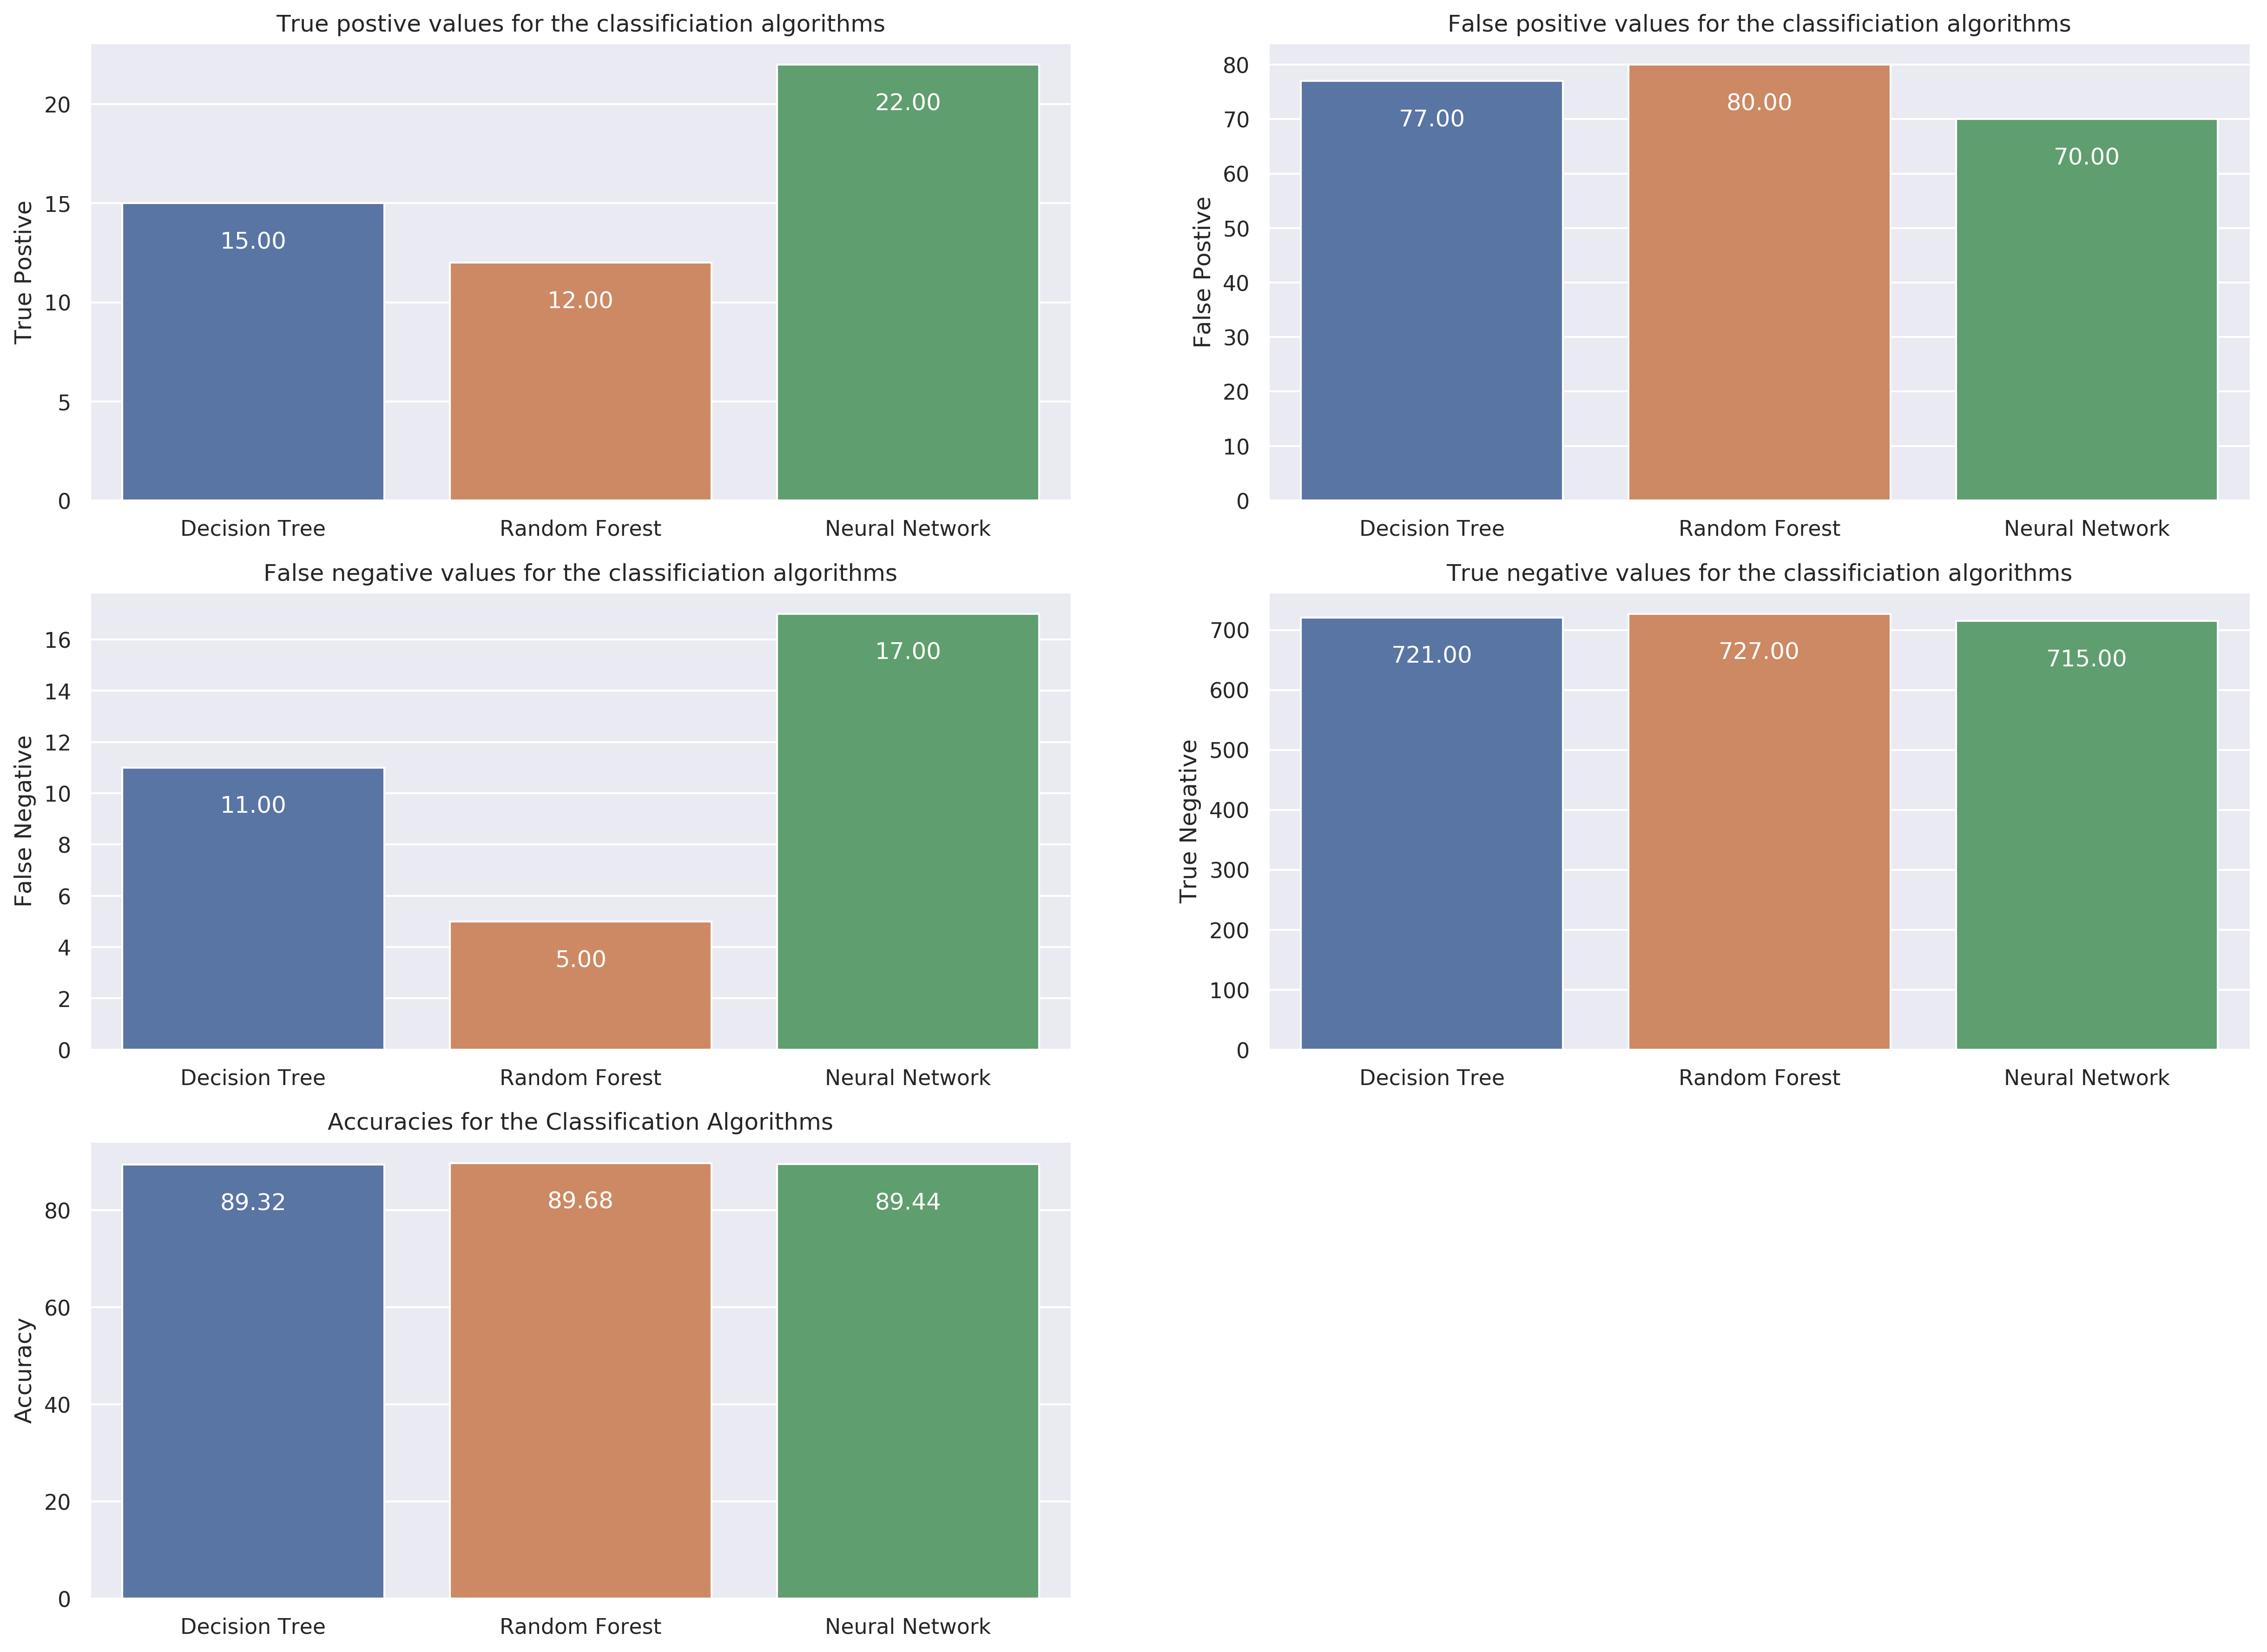 True postive values for the classificiation algorithms
True Postive
20
15
10
5
0
15.00
12.00
22.00
Decision Tree
Random Forest
Neural Network
False positive values for the classificiation algorithms
False Postive
80
70
60
50
40
30
20
10
0
77.00
80.00
70.00
Decision Tree
Random Forest
Neural Network
False negative values for the classificiation algorithms
False Negative
16
14
12
10
8
6
4
2
0
11.00
5.00
17.00
Decision Tree
Random Forest
Neural Network
True negative values for the classificiation algorithms
True Negative
700
600
500
400
300
200
100
0
721.00
727.00
715.00
Decision Tree
Random Forest
Neural Network
Accuracies for the Classification Algorithms
Accuracy
80
60
40
20
0
89.32
89.68
89.44
Decision Tree
Random Forest
Neural Network